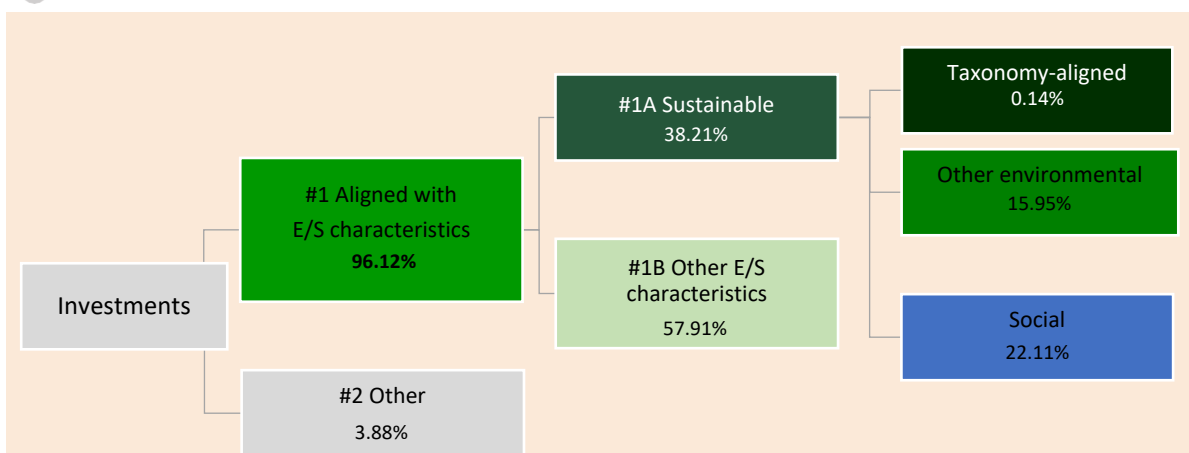 Investments
#1 Aligned with
E/S characteristics
96.12%
#2 Other
3.88%
#1A Sustainable
38.21%
#1B Other E/S
characteristics
57.91%
Taxonomy-aligned
0.14%
Other environmental
15.95%
Social
22.11%